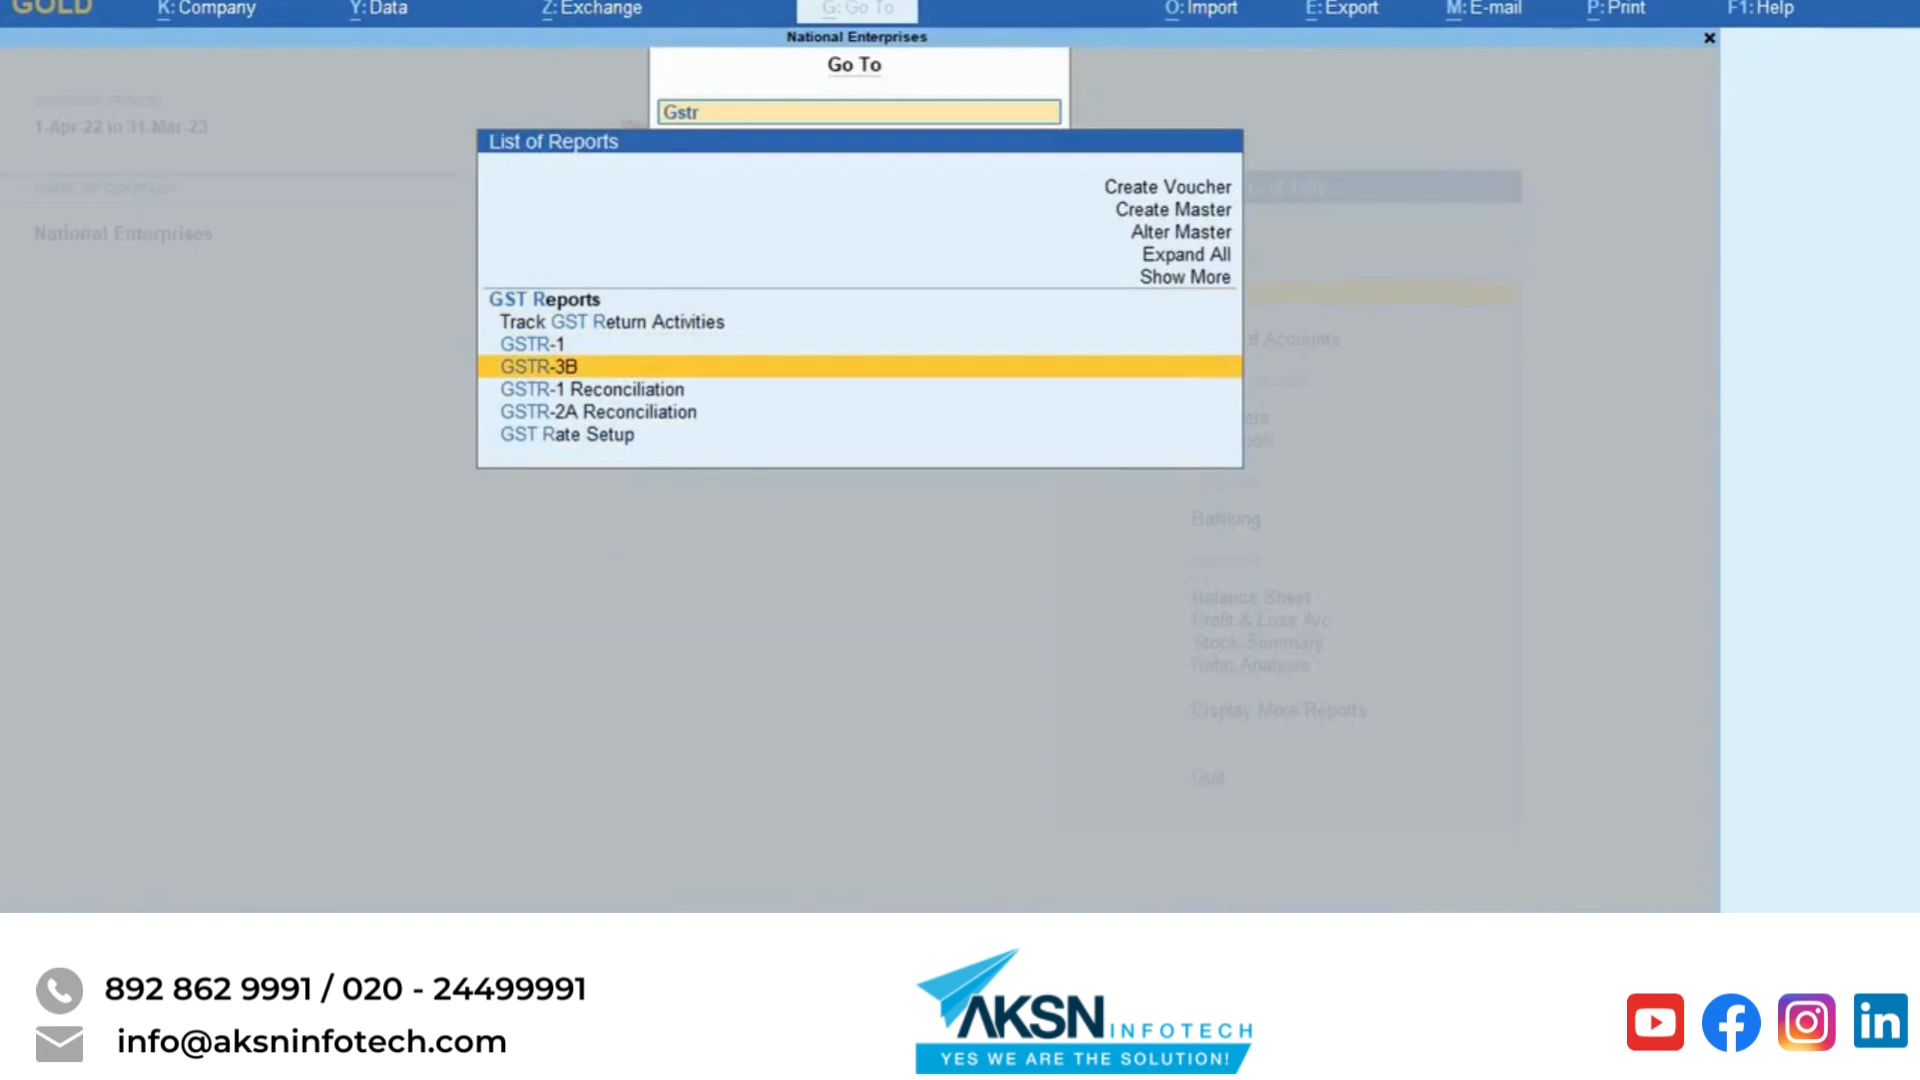 GOLD
K: Company
Y: Data
Z: Exchange
G: Go To
O: Import
E: Export
M: E-mail
P: Print
F1: Help
National Enterprises
×
Go To
Gstr
1-Apr-22 to 31-Mar-23
National Enterprises
List of Reports
Create Voucher
Create Master
Alter Master
Expand All
Show More
GST Reports
Track GST Return Activities
GSTR-1
GSTR-3B
GSTR-1 Reconciliation
GSTR-2A Reconciliation
GST Rate Setup
of Accounts
Banking
Balance Sheet
Profit & Loss A/c
Stock Summary
Ratio Analysis
Display More Reports
Quit
892 862 9991 / 020 - 24499991
info@aksninfotech.com
AKSN INFOTECH
YES WE ARE THE SOLUTION!
in